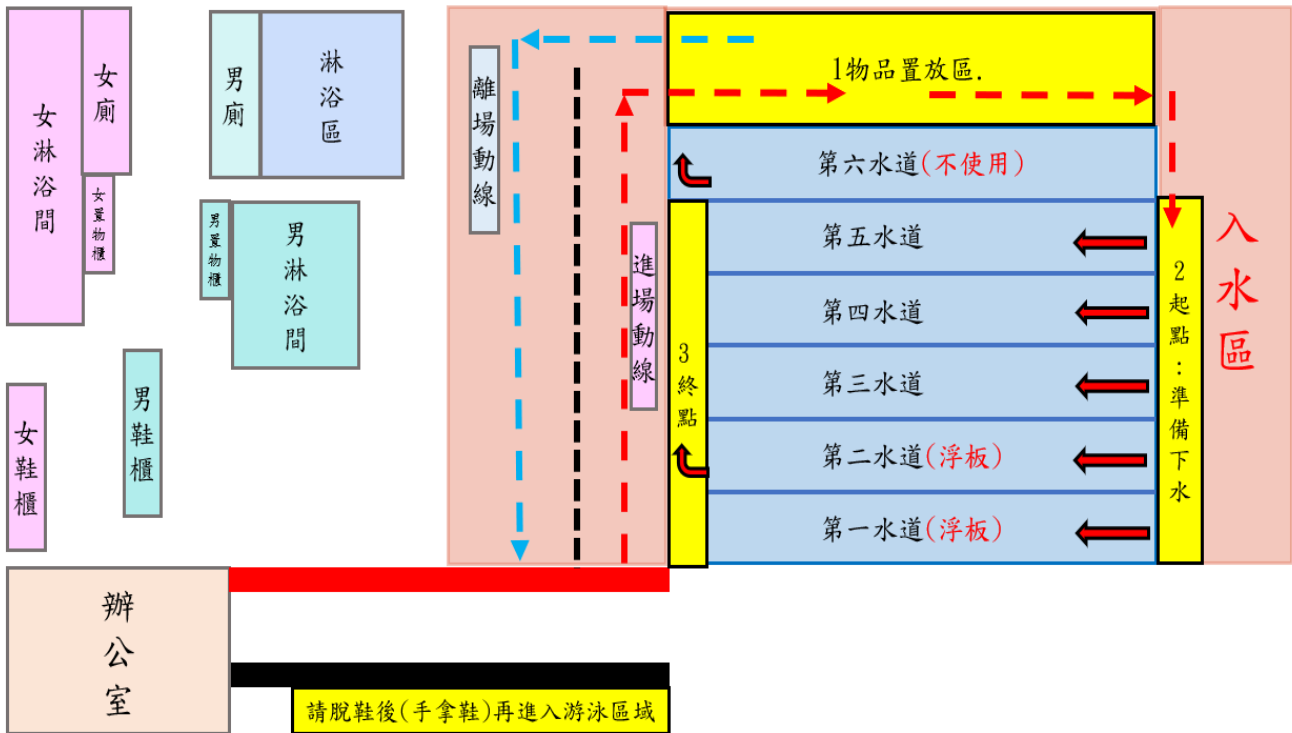 女淋浴間
女廁
女置物櫃
男廁
淋浴區
男置物櫃
男淋浴間
女鞋櫃
男鞋櫃
辦公室
請脫鞋後(手拿鞋)再進入游泳區域
離場動線
進場動線
1物品置放區.
第六水道(不使用)
第五水道
第四水道
第三水道
第二水道(浮板)
第一水道(浮板)
3終點
2起點:準備下水
入水區